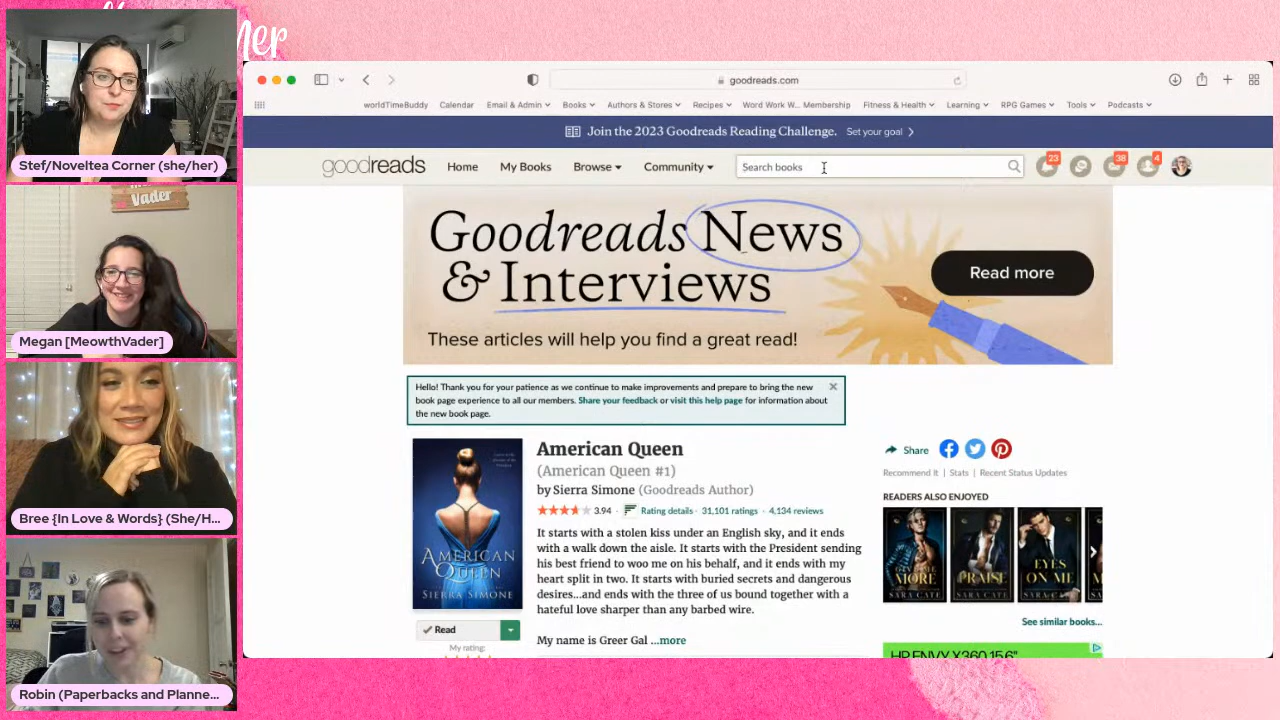 Mer
Stef/Noveltea Corner (she/her)
Vader
Megan [MeowthVader]
Bree {In Love & Words} (She/H...
Robin (Paperbacks and Planne...
goodreads.com
worldTimeBuddy Calendar Email & Admin Books Authors & Stores Recipes Word Work W... Membership Fitness & Health Learning RPG Games Tools Podcasts
Join the 2023 Goodreads Reading Challenge. Set your goal
goodreads Home My Books Browse Community Search books 23 38 4
Goodreads News
& Interviews
Read more
These articles will help you find a great read!
Hello! Thank you for your patience as we continue to make improvements and prepare to bring the new
book page experience to all our members. Share your feedback or visit this help page for information about
the new book page.
AMERICAN
QUEEN
SIERRA SIMONE
Read
My rating:
American Queen
(American Queen #1)
by Sierra Simone (Goodreads Author)
3.94 · Rating details · 31,101 ratings · 4,134 reviews
It starts with a stolen kiss under an English sky, and it ends
with a walk down the aisle. It starts with the President sending
his best friend to woo me on his behalf, and it ends with my
heart split in two. It starts with buried secrets and dangerous
desires...and ends with the three of us bound together with a
hateful love sharper than any barbed wire.
My name is Greer Gal ...more
Share
Recommend It | Stats | Recent Status Updates
READERS ALSO ENJOYED
GIVE ME
MORE
SARA CATE
PRAISE
SARA CATE
EYES
ON ME
SARA CATE
See similar books...
HP ENVY X360 15.6"